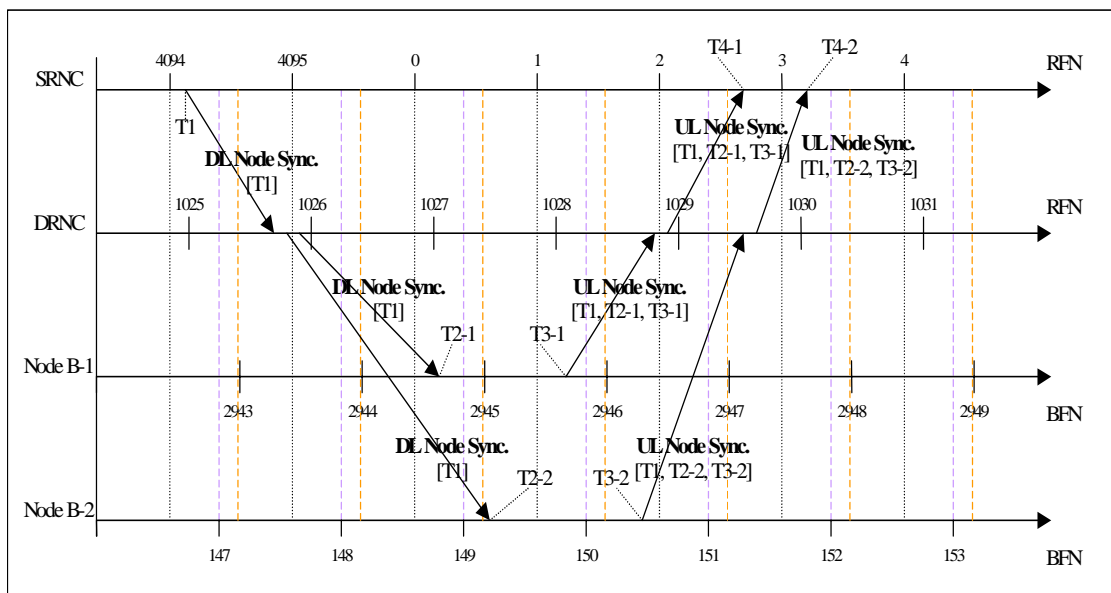 4094 4095 0 1 2 T4-1 3 T4-2 4
SRNC RFN
T1
DL Node Sync.
[T1]
UL Node Sync.
[T1, T2-1, T3-1]
UL Node Sync.
[T1, T2-2, T3-2]
1025 1026 1027 1028 1029 1030 1031
DRNC RFN
DL Node Sync.
[T1]
UL Node Sync.
[T1, T2-1, T3-1]
T2-1 T3-1
Node B-1
2943 2944 2945 2946 2947 2948 2949 BFN
DL Node Sync.
[T1]
UL Node Sync.
[T1, T2-2, T3-2]
T2-2 T3-2
Node B-2
147 148 149 150 151 152 153 BFN